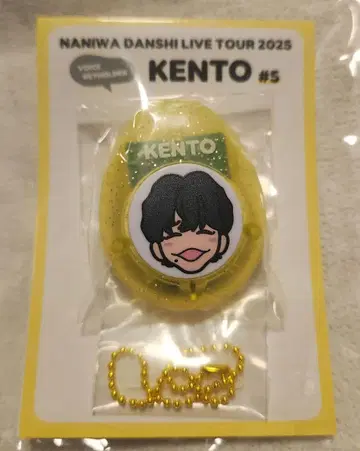 NANIWA DANSHI LIVE TOUR 2025
VOICE
KEYHOLDER
KENTO #5
KENTO